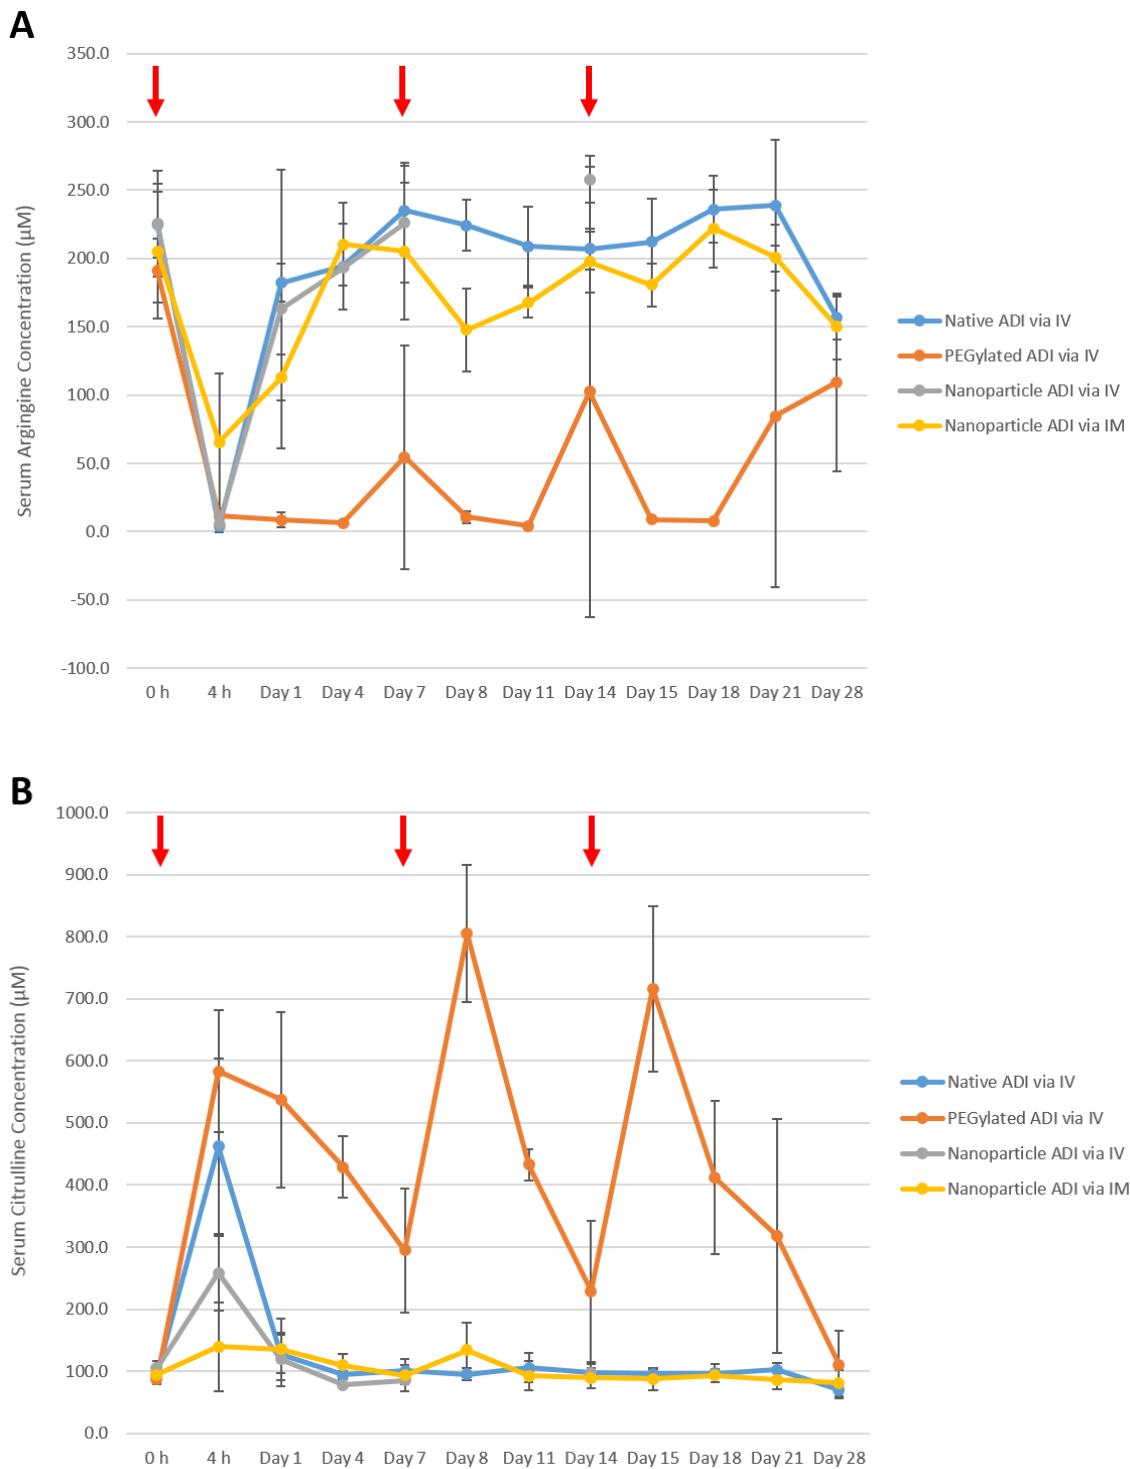 A
350.0
300.0
250.0
200.0
150.0
100.0
50.0
0.0
-50.0
-100.0
Serum Argingine Concentration (µM)
0 h 4 h Day 1 Day 4 Day 7 Day 8 Day 11 Day 14 Day 15 Day 18 Day 21 Day 28
Native ADI via IV
PEGylated ADI via IV
Nanoparticle ADI via IV
Nanoparticle ADI via IM
B
1000.0
900.0
800.0
700.0
600.0
500.0
400.0
300.0
200.0
100.0
0.0
Serum Citrulline Concentration (µM)
0 h 4 h Day 1 Day 4 Day 7 Day 8 Day 11 Day 14 Day 15 Day 18 Day 21 Day 28
Native ADI via IV
PEGylated ADI via IV
Nanoparticle ADI via IV
Nanoparticle ADI via IM